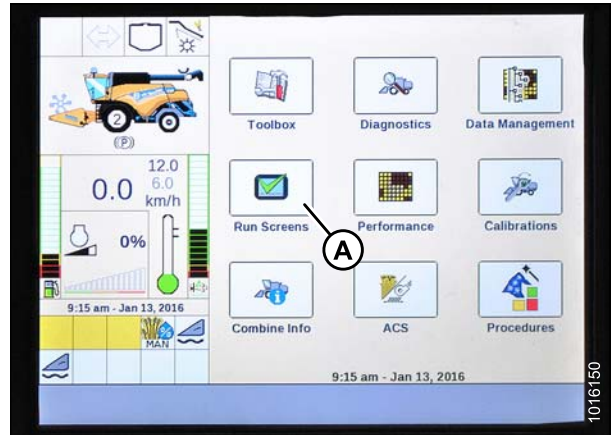 2
(P)
12.0
0.0 6.0
km/h
0%
9:15 am - Jan 13, 2016
MAN %
Toolbox Diagnostics Data Management
Run Screens Performance Calibrations
A
Combine Info ACS Procedures
9:15 am - Jan 13, 2016
1016150